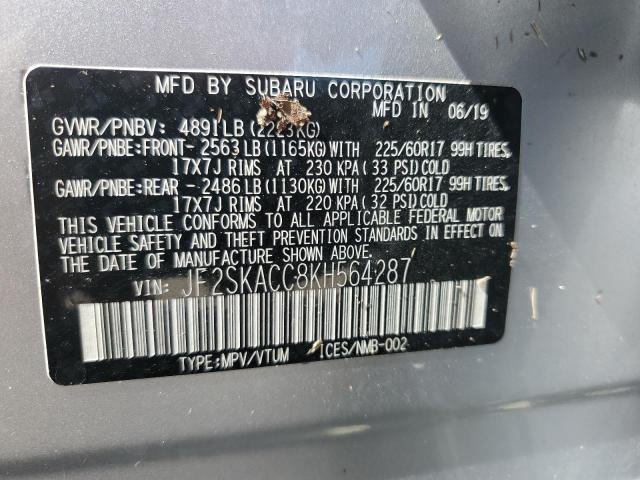 MFD BY SUBARU CORPORATION
MFD IN 06/19
GVWR/PNBV: 4891LB
GAWR/PNBE:FRONT- 2563 LB (1165KG) WITH 225/60R17 99H TIRES,
17X7J RIMS AT 230 KPA ( 33 PSI) COLD
GAWR/PNBE:REAR - 2486 LB (1130KG) WITH 225/60R17 99H TIRES,
17X7J RIMS AT 220 KPA ( 32 PSI) COLD
THIS VEHICLE CONFORMS TO ALL APPLICABLE FEDERAL MOTOR
VEHICLE SAFETY AND THEFT PREVENTION STANDARDS IN EFFECT ON
DATE OF MANUFACTURE SHOWN ABOVE.
VIN: JF2SKACC8KH564287
TYPE:MPV/VTUM ICES/NMB-002